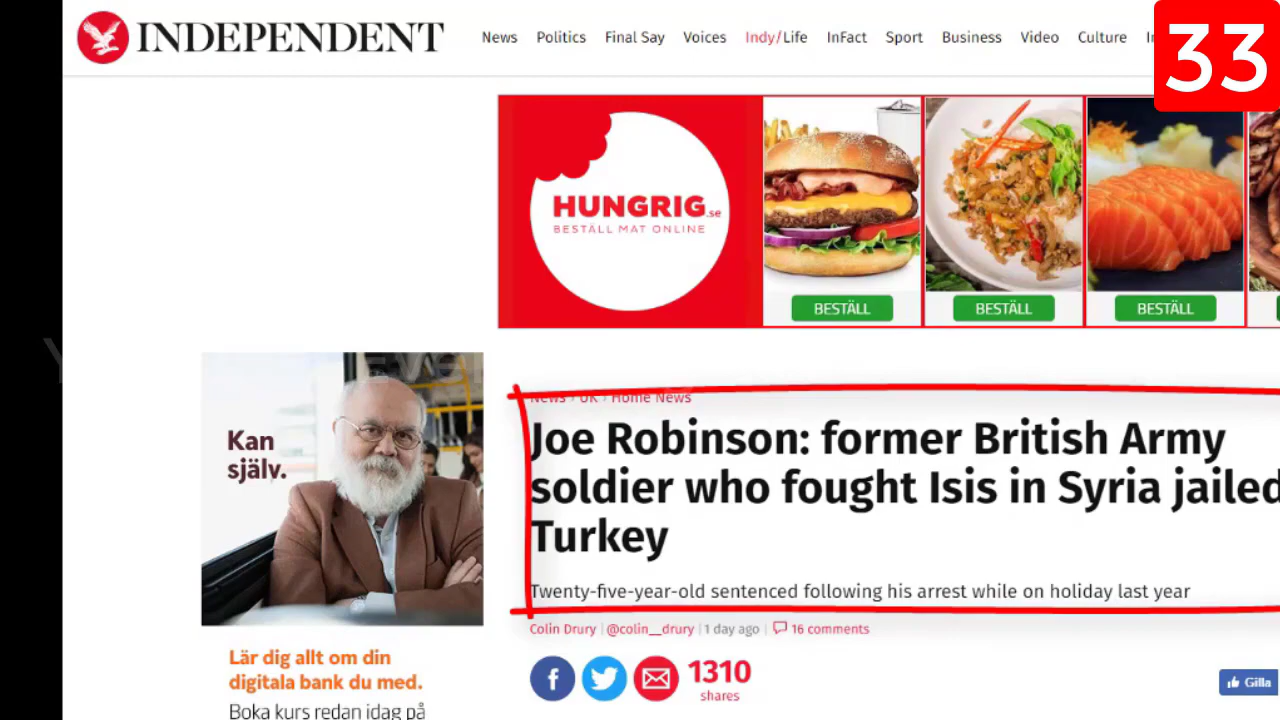 INDEPENDENT
News Politics Final Say Voices Indy/Life InFact Sport Business Video Culture
33
HUNGRIG.se
BESTÄLL MAT ONLINE
BESTÄLL BESTÄLL BESTÄLL
Kan
själv.
News / UK / Home News
Joe Robinson: former British Army
soldier who fought Isis in Syria jailed
Turkey
Twenty-five-year-old sentenced following his arrest while on holiday last year
Colin Drury | @colin__drury | 1 day ago | 16 comments
1310
shares
Gilla
Lär dig allt om din
digitala bank du med.
Boka kurs redan idag på